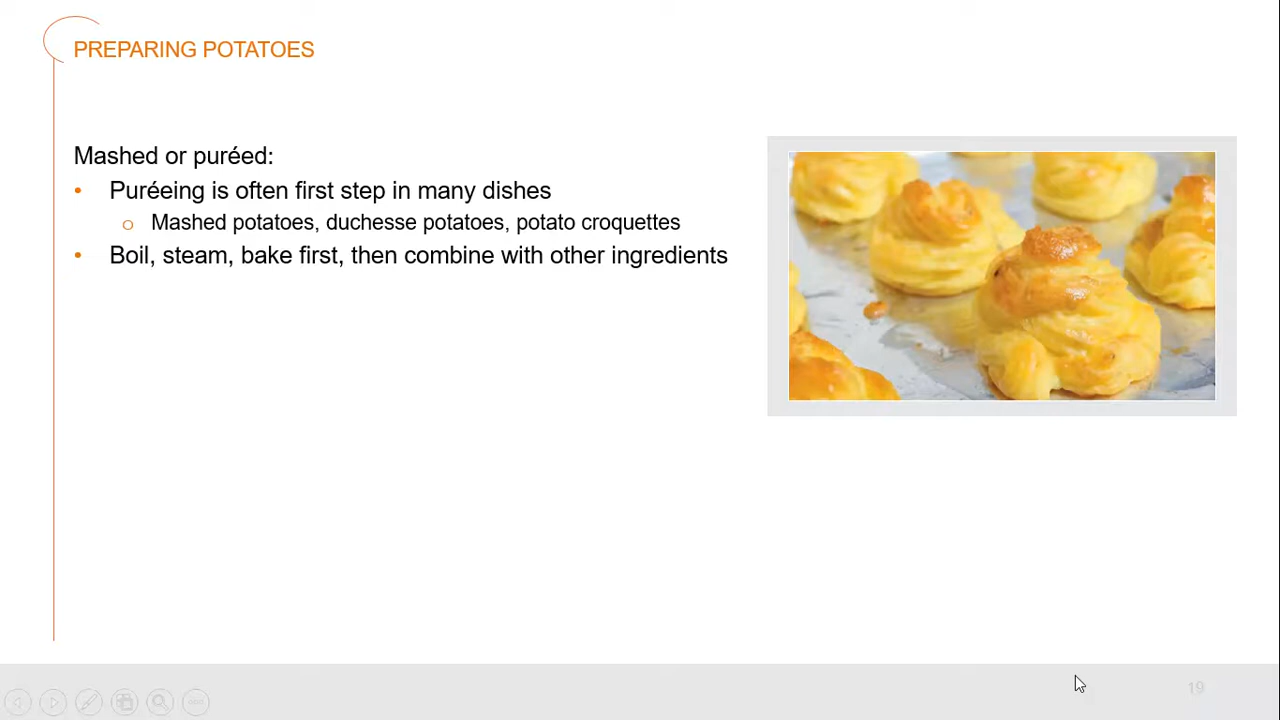 PREPARING POTATOES
Mashed or puréed:
• Puréeing is often first step in many dishes
o Mashed potatoes, duchesse potatoes, potato croquettes
• Boil, steam, bake first, then combine with other ingredients
19